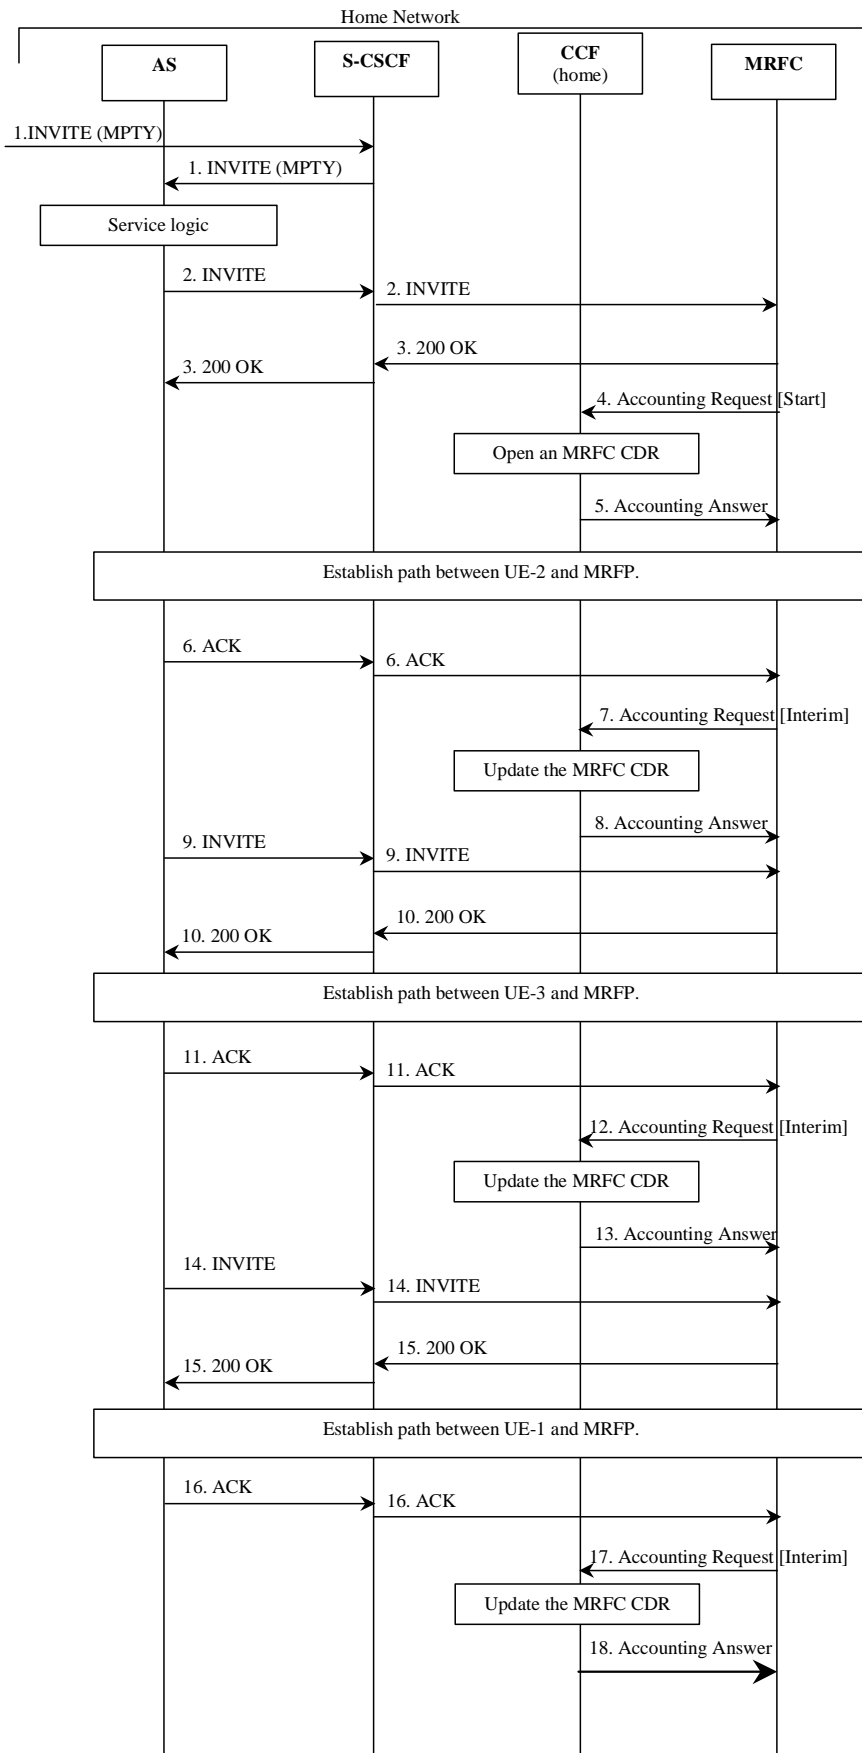 Home Network
AS
S-CSCF
CCF
(home)
MRFC
1.INVITE (MPTY)
1. INVITE (MPTY)
Service logic
2. INVITE
2. INVITE
3. 200 OK
3. 200 OK
4. Accounting Request [Start]
Open an MRFC CDR
5. Accounting Answer
Establish path between UE-2 and MRFP.
6. ACK
6. ACK
7. Accounting Request [Interim]
Update the MRFC CDR
8. Accounting Answer
9. INVITE
9. INVITE
10. 200 OK
10. 200 OK
Establish path between UE-3 and MRFP.
11. ACK
11. ACK
12. Accounting Request [Interim]
Update the MRFC CDR
13. Accounting Answer
14. INVITE
14. INVITE
15. 200 OK
15. 200 OK
Establish path between UE-1 and MRFP.
16. ACK
16. ACK
17. Accounting Request [Interim]
Update the MRFC CDR
18. Accounting Answer